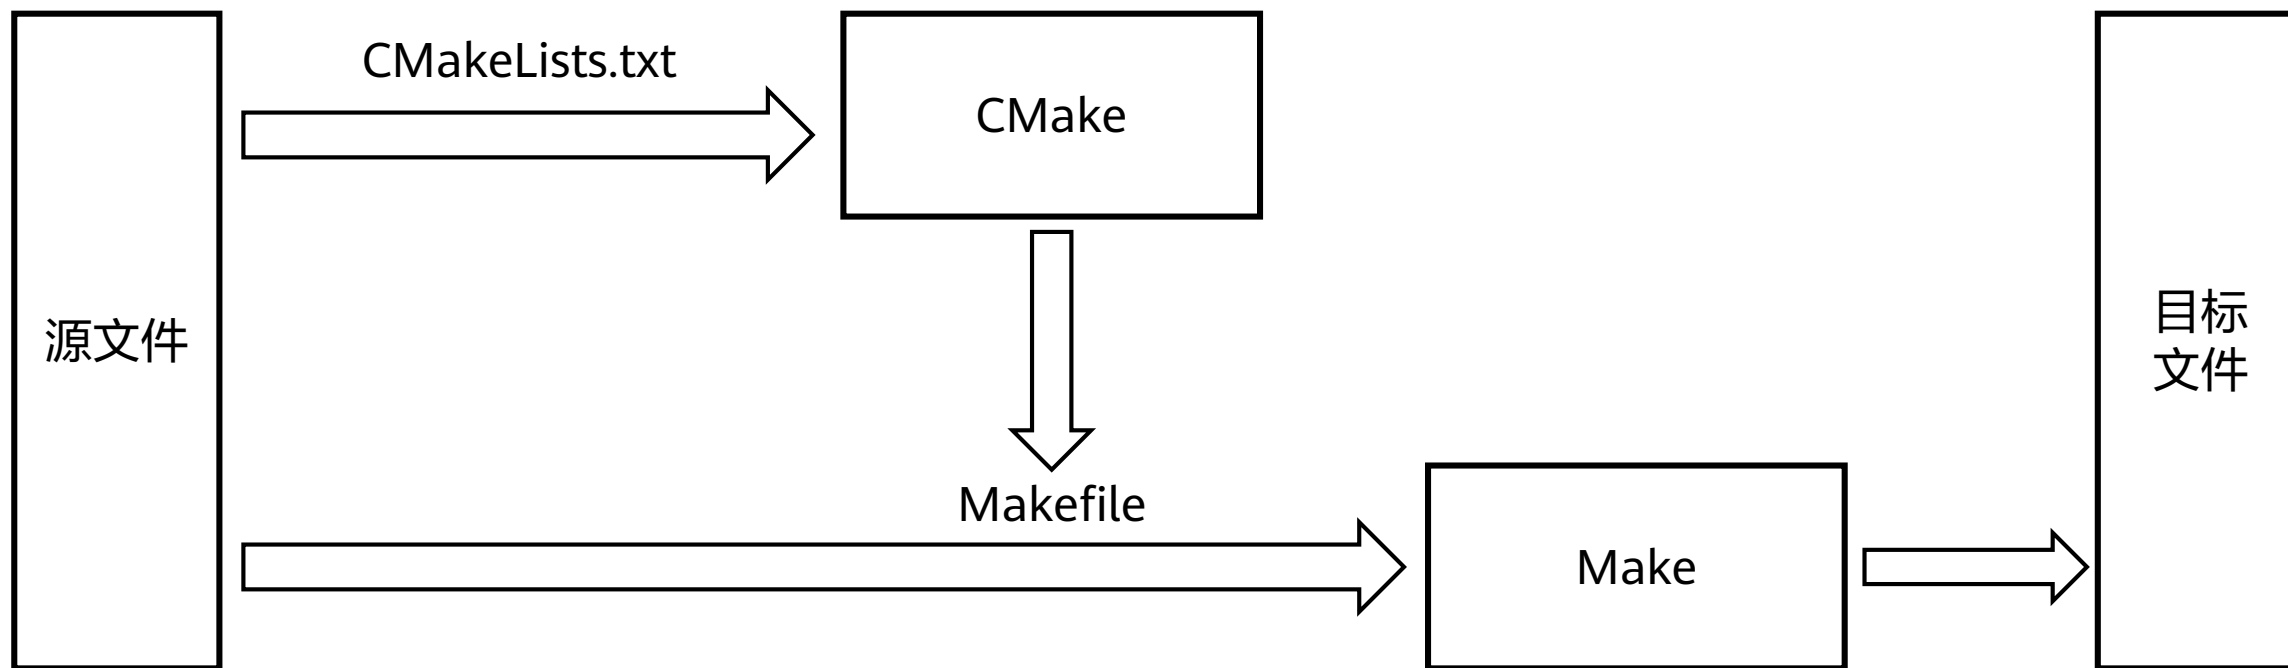 CMakeLists.txt
CMake
源文件
目标
文件
Makefile
Make